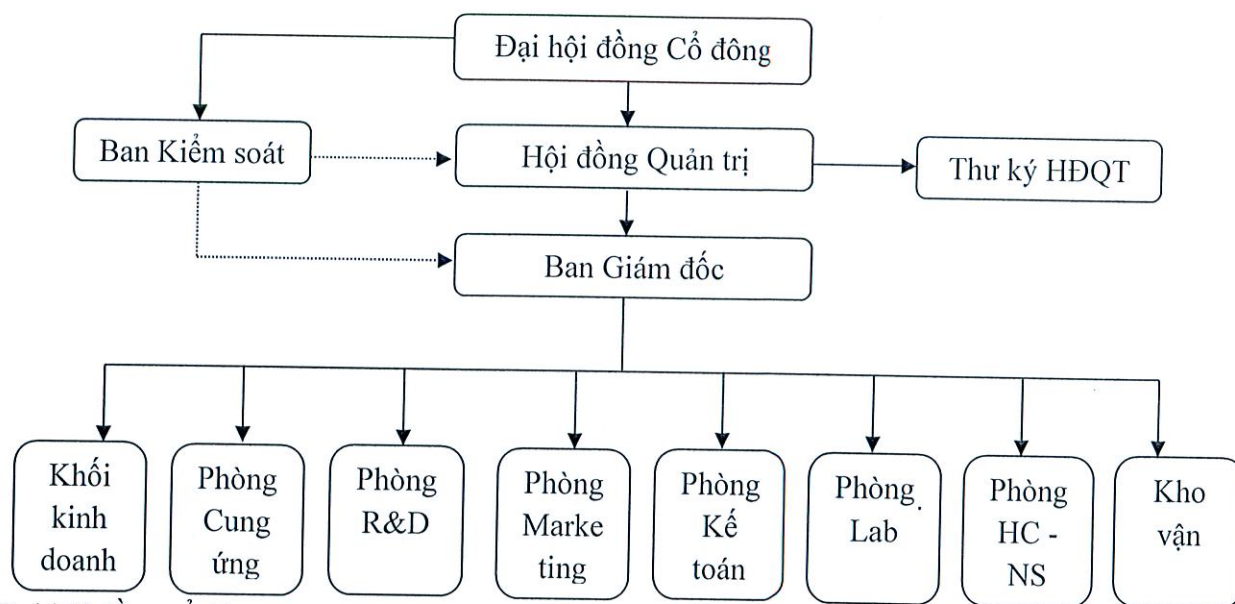 Đại hội đồng Cổ đông
Ban Kiểm soát
Hội đồng Quản trị
Thư ký HĐQT
Ban Giám đốc
Khối
kinh
doanh
Phòng
Cung
ứng
Phòng
R&D
Phòng
Marke
ting
Phòng
Kế
toán
Phòng
Lab
Phòng
HC -
NS
Kho
vận